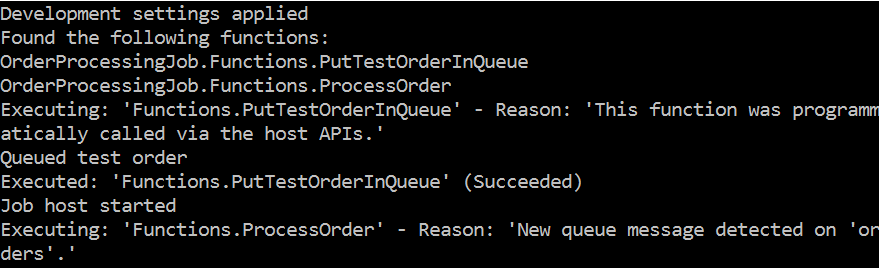 Development settings applied
Found the following functions:
OrderProcessingJob.Functions.PutTestOrderInQueue
OrderProcessingJob.Functions.ProcessOrder
Executing: 'Functions.PutTestOrderInQueue' - Reason: 'This function was programm
atically called via the host APIs.'
Queued test order
Executed: 'Functions.PutTestOrderInQueue' (Succeeded)
Job host started
Executing: 'Functions.ProcessOrder' - Reason: 'New queue message detected on 'or
ders'.'